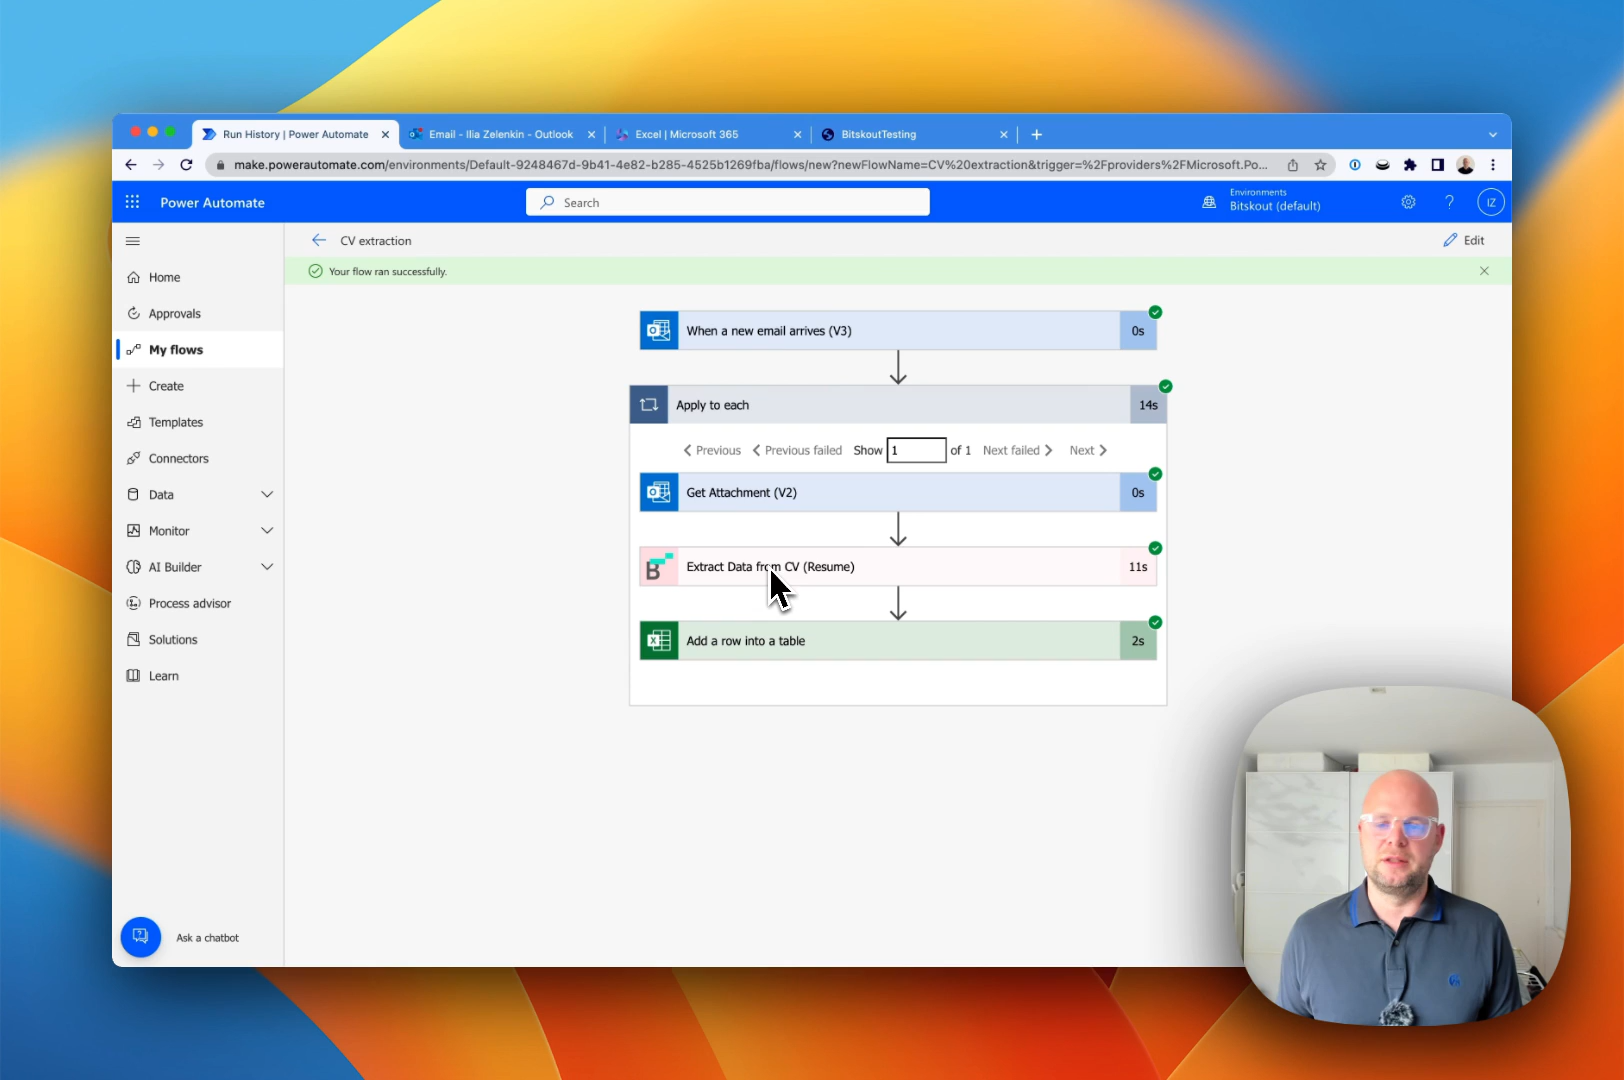 Run History | Power Automate
Email - Ilia Zelenkin - Outlook
Excel | Microsoft 365
BitskoutTesting
make.powerautomate.com/environments/Default-9248467d-9b41-4e82-b285-4525b1269fba/flows/new?newFlowName=CV%20extraction&trigger=%2Fproviders%2FMicrosoft.Po...
Power Automate
Search
Environments
Bitskout (default)
?
IZ
CV extraction
Edit
Your flow ran successfully.
Home
Approvals
My flows
Create
Templates
Connectors
Data
Monitor
AI Builder
Process advisor
Solutions
Learn
Ask a chatbot
When a new email arrives (V3) 0s
Apply to each 14s
Previous Previous failed Show 1 of 1 Next failed Next
Get Attachment (V2) 0s
B Extract Data from CV (Resume) 11s
Add a row into a table 2s